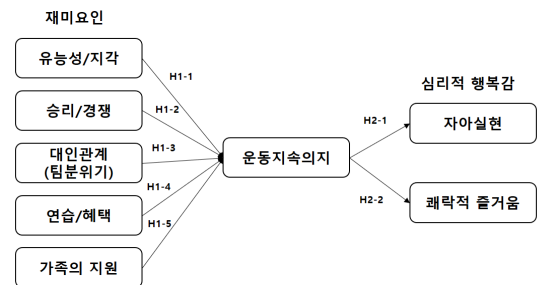 재미요인
유능성/지각
승리/경쟁
대인관계
(팀분위기)
연습/혜택
가족의 지원
H1-1
H1-2
H1-3
H1-4
H1-5
운동지속의지
H2-1
H2-2
심리적 행복감
자아실현
쾌락적 즐거움